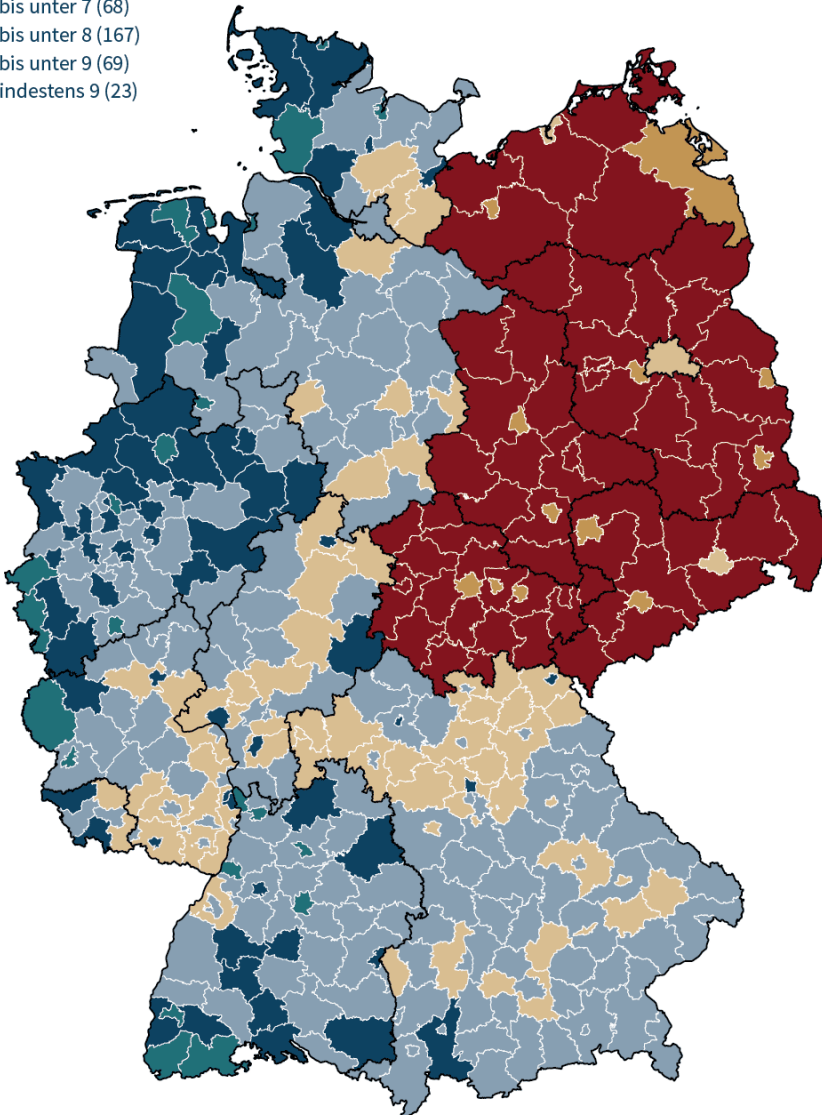 bis unter 7 (68)
bis unter 8 (167)
bis unter 9 (69)
indestens 9 (23)